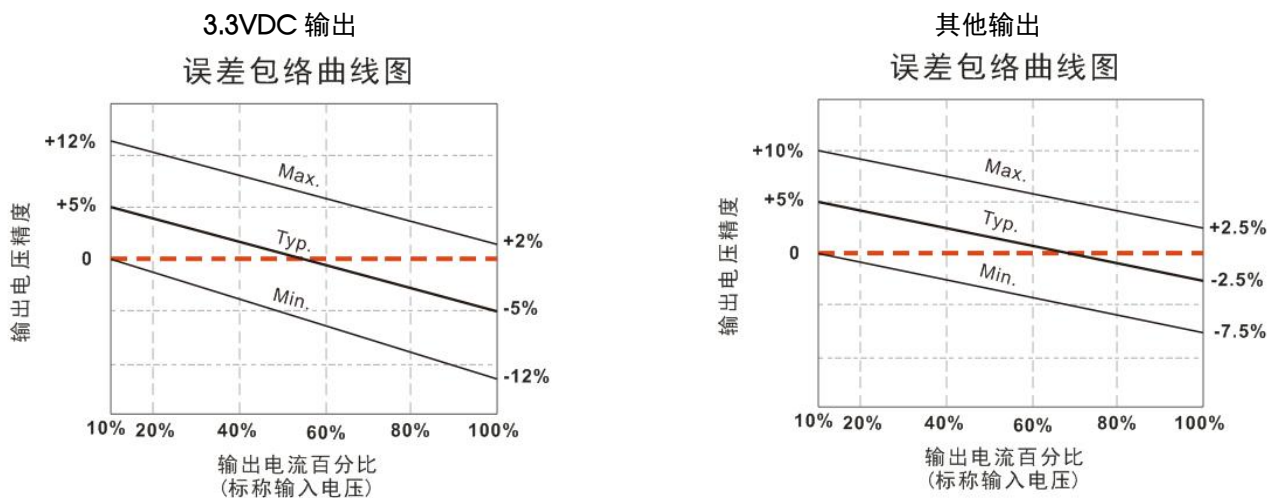 3.3VDC 输出
误差包络曲线图
输出电压精度
+12%
+5%
0
Max.
Typ.
Min.
+2%
-5%
-12%
10% 20% 40% 60% 80% 100%
输出电流百分比
(标称输入电压)
其他输出
误差包络曲线图
输出电压精度
+10%
+5%
0
Max.
Typ.
Min.
+2.5%
-2.5%
-7.5%
10% 20% 40% 60% 80% 100%
输出电流百分比
(标称输入电压)